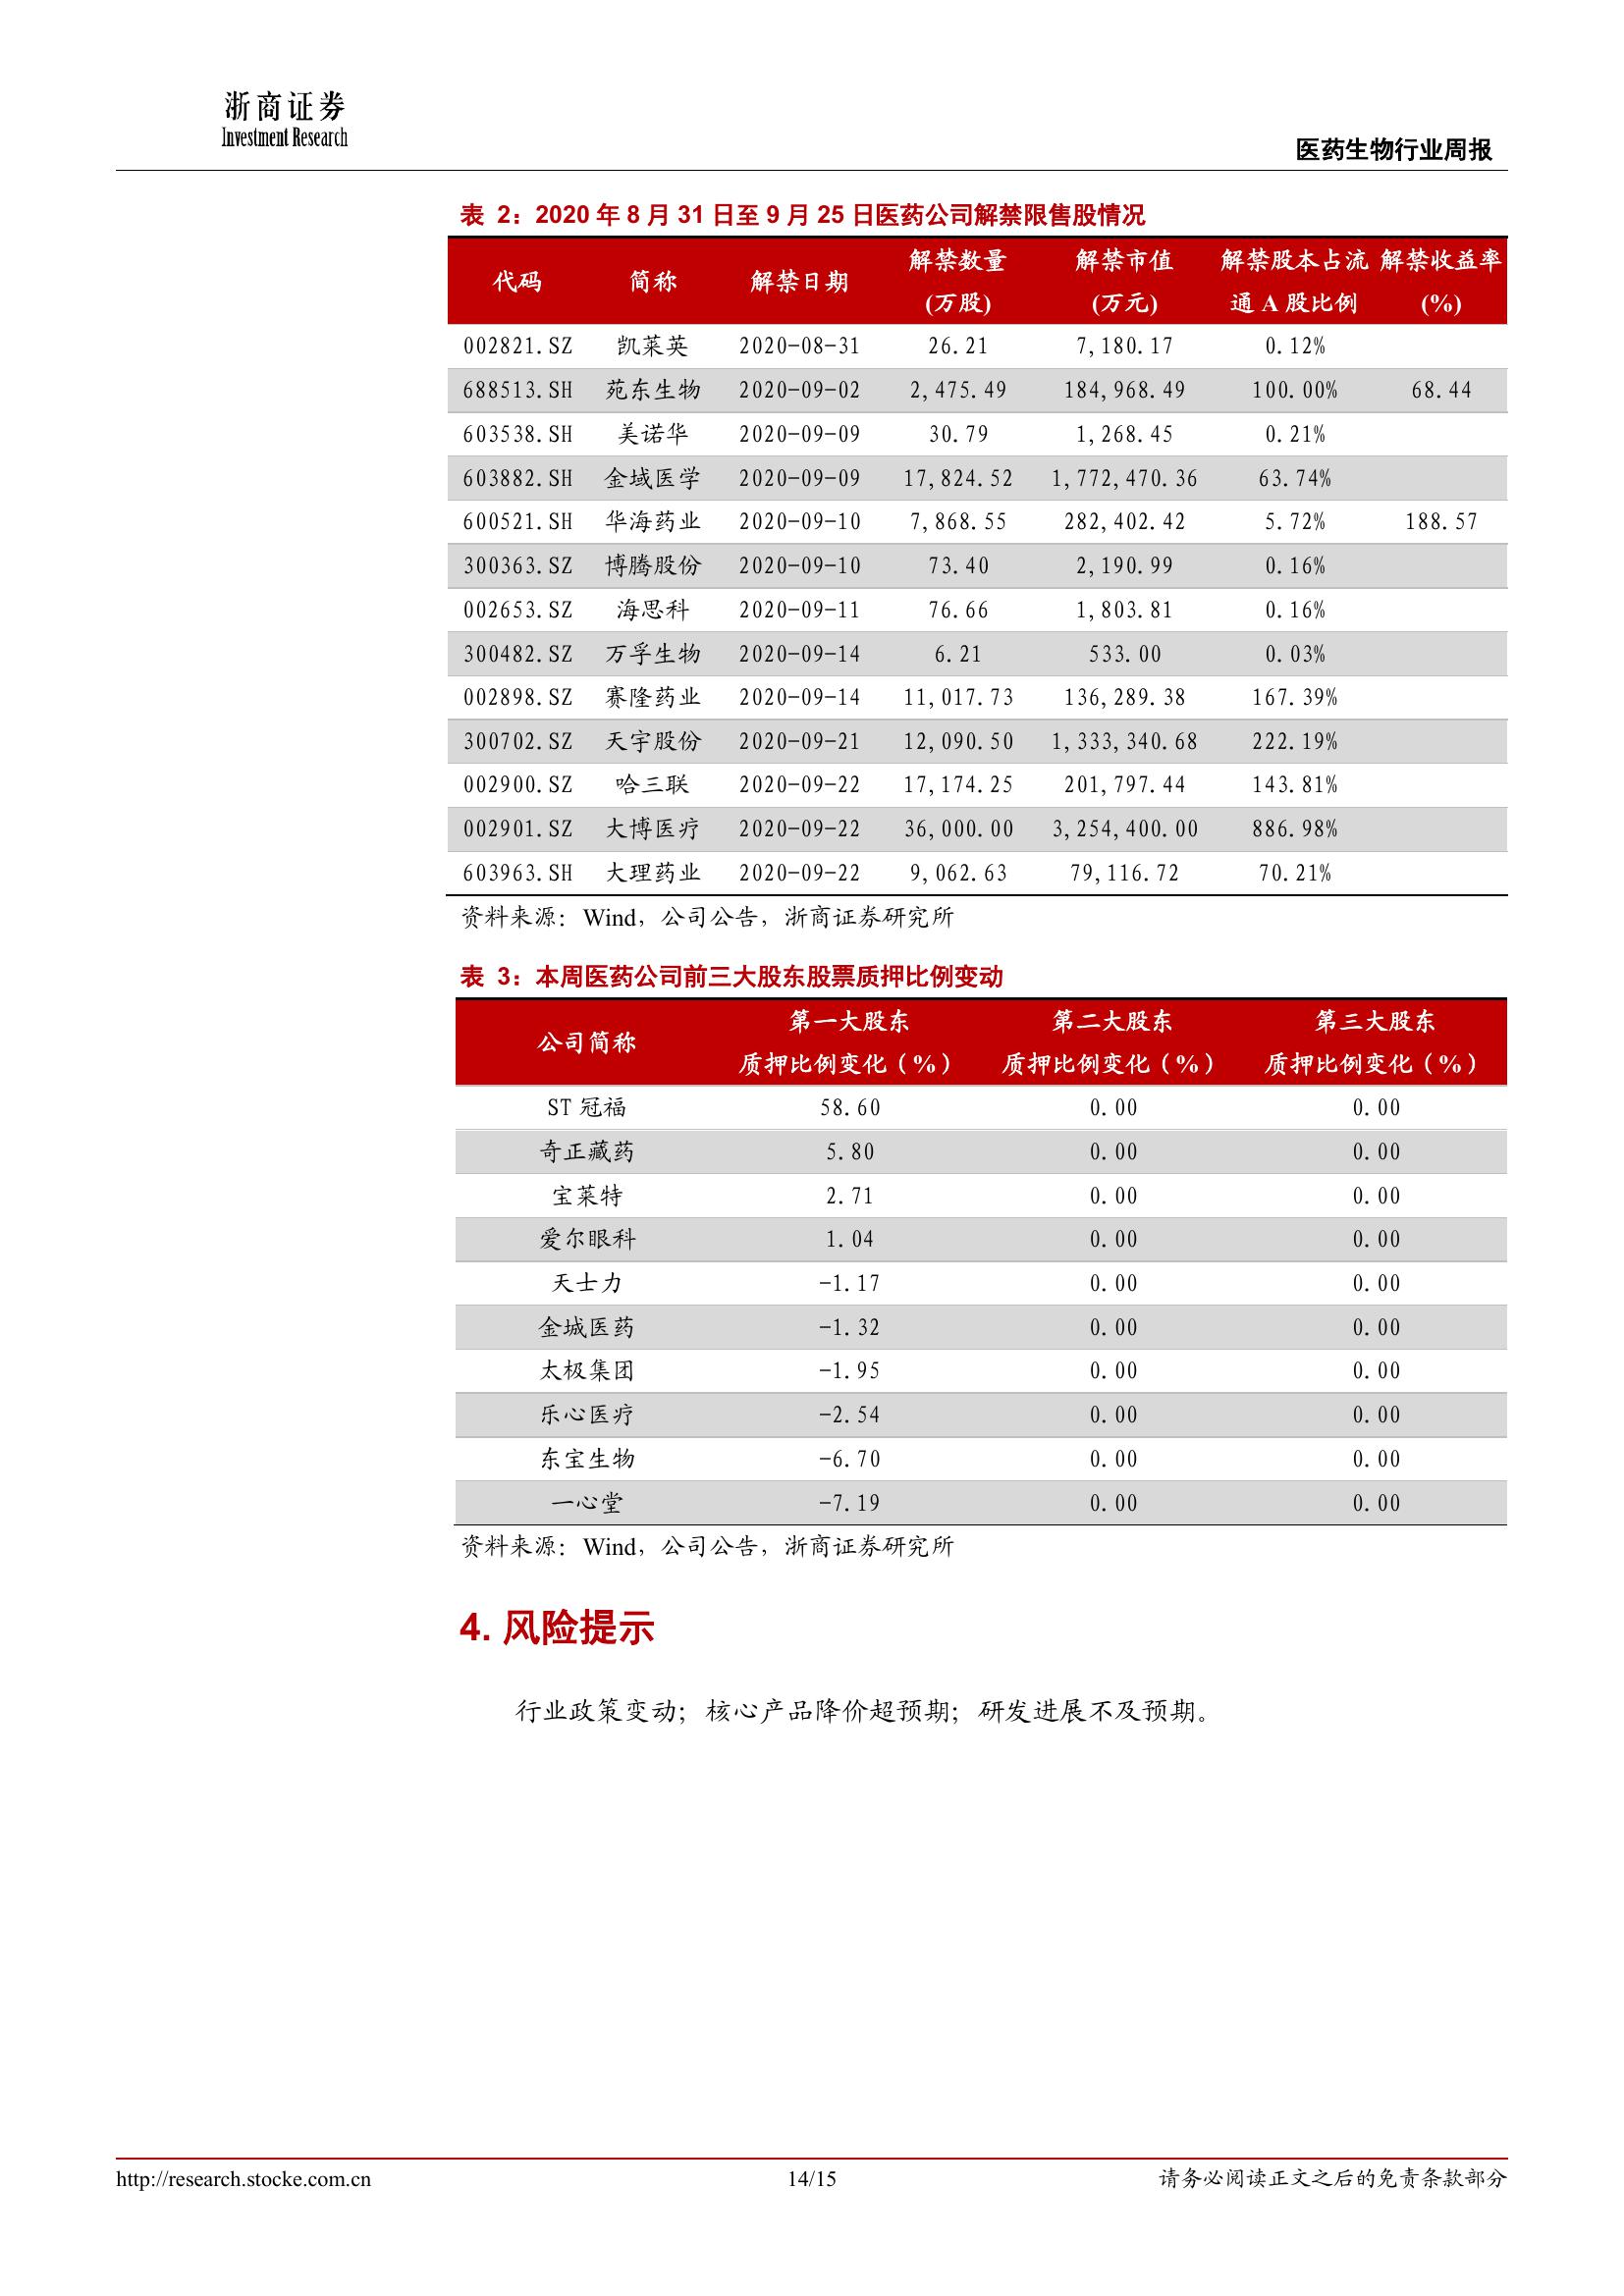 浙商证券
Investment Research
医药生物行业周报
表 2：2020 年 8 月 31 日至 9 月 25 日医药公司解禁限售股情况
代码 简称 解禁日期 解禁数量(万股) 解禁市值(万元) 解禁股本占流通 A 股比例 解禁收益率(%)
002821.SZ 凯莱英 2020-08-31 26.21 7,180.17 0.12%
688513.SH 苑东生物 2020-09-02 2,475.49 184,968.49 100.00% 68.44
603538.SH 美诺华 2020-09-09 30.79 1,268.45 0.21%
603882.SH 金域医学 2020-09-09 17,824.52 1,772,470.36 63.74%
600521.SH 华海药业 2020-09-10 7,868.55 282,402.42 5.72% 188.57
300363.SZ 博腾股份 2020-09-10 73.40 2,190.99 0.16%
002653.SZ 海思科 2020-09-11 76.66 1,803.81 0.16%
300482.SZ 万孚生物 2020-09-14 6.21 533.00 0.03%
002898.SZ 赛隆药业 2020-09-14 11,017.73 136,289.38 167.39%
300702.SZ 天宇股份 2020-09-21 12,090.50 1,333,340.68 222.19%
002900.SZ 哈三联 2020-09-22 17,174.25 201,797.44 143.81%
002901.SZ 大博医疗 2020-09-22 36,000.00 3,254,400.00 886.98%
603963.SH 大理药业 2020-09-22 9,062.63 79,116.72 70.21%
资料来源：Wind，公司公告，浙商证券研究所
表 3：本周医药公司前三大股东股票质押比例变动
公司简称 第一大股东质押比例变化（%） 第二大股东质押比例变化（%） 第三大股东质押比例变化（%）
ST 冠福 58.60 0.00 0.00
奇正藏药 5.80 0.00 0.00
宝莱特 2.71 0.00 0.00
爱尔眼科 1.04 0.00 0.00
天士力 -1.17 0.00 0.00
金城医药 -1.32 0.00 0.00
太极集团 -1.95 0.00 0.00
乐心医疗 -2.54 0.00 0.00
东宝生物 -6.70 0.00 0.00
一心堂 -7.19 0.00 0.00
资料来源：Wind，公司公告，浙商证券研究所
4. 风险提示
行业政策变动；核心产品降价超预期；研发进展不及预期。
http://research.stocke.com.cn 14/15 请务必阅读正文之后的免责条款部分